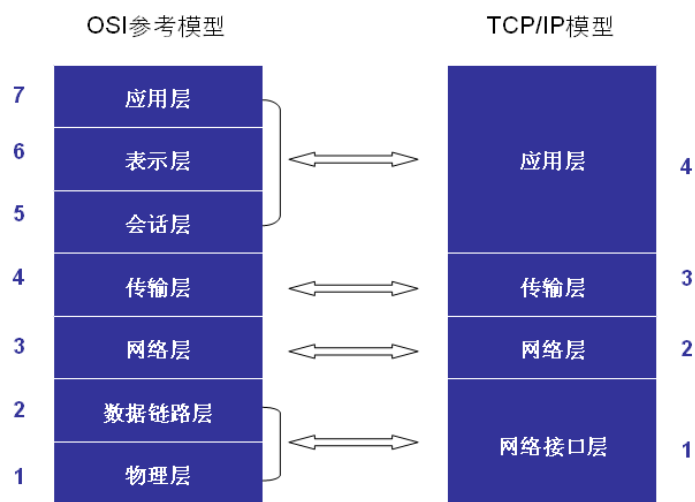 OSI参考模型
TCP/IP模型
7
应用层
6
表示层
5
会话层
4
传输层
3
网络层
2
数据链路层
1
物理层
应用层
4
传输层
3
网络层
2
网络接口层
1